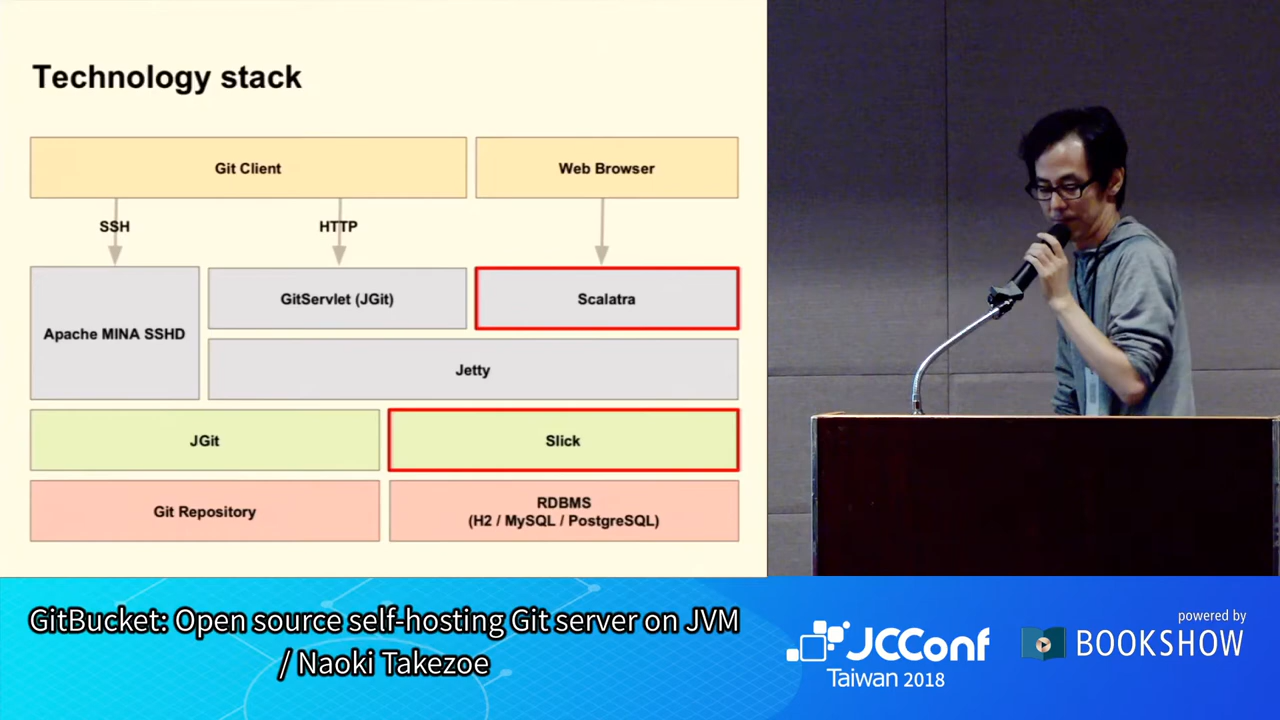 Technology stack
Git Client
Web Browser
SSH
HTTP
GitServlet (JGit)
Scalatra
Apache MINA SSHD
Jetty
JGit
Slick
Git Repository
RDBMS
(H2 / MySQL / PostgreSQL)
GitBucket: Open source self-hosting Git server on JVM
/ Naoki Takezoe
JCConf
Taiwan 2018
powered by
BOOKSHOW